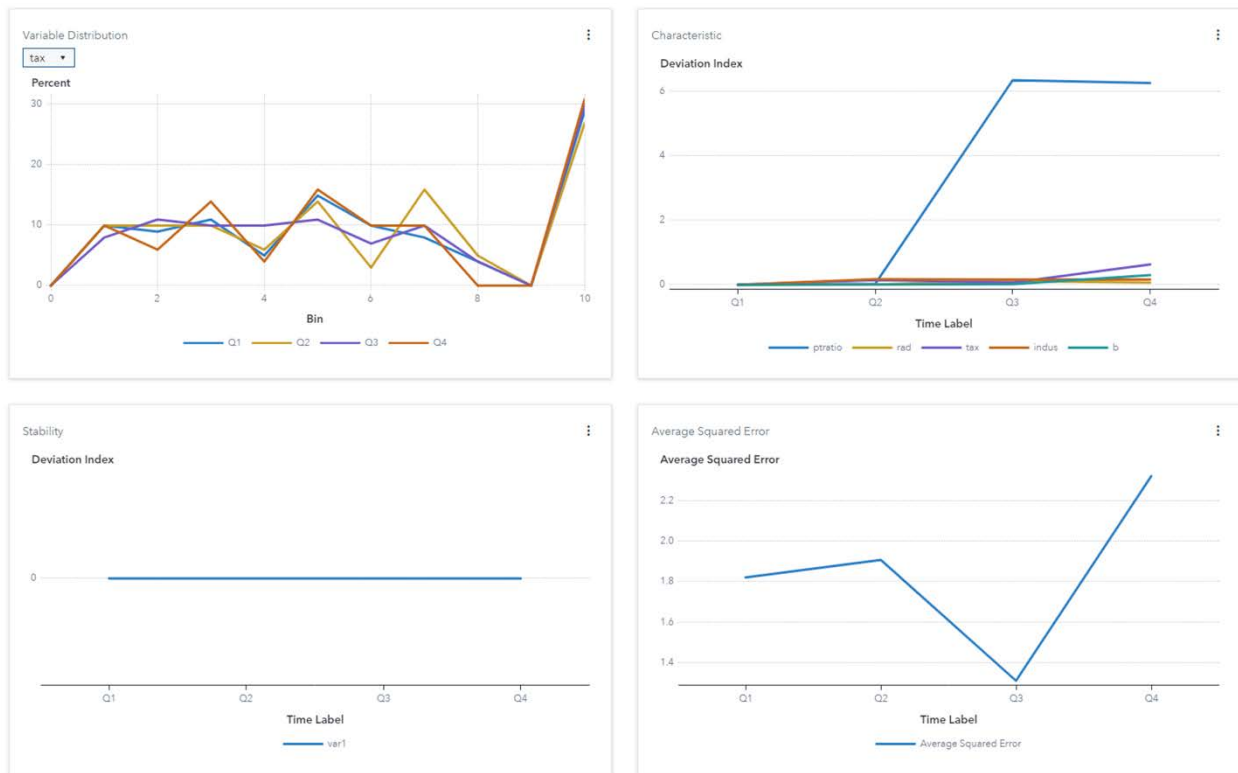 Variable Distribution
tax
Percent
30
20
10
0
0 2 4 6 8 10
Bin
Q1 Q2 Q3 Q4
Characteristic
Deviation Index
6
4
2
0
Q1 Q2 Q3 Q4
Time Label
ptratio rad tax indus b
Stability
Deviation Index
0
Q1 Q2 Q3 Q4
Time Label
var1
Average Squared Error
Average Squared Error
2.2
2.0
1.8
1.6
1.4
Q1 Q2 Q3 Q4
Time Label
Average Squared Error